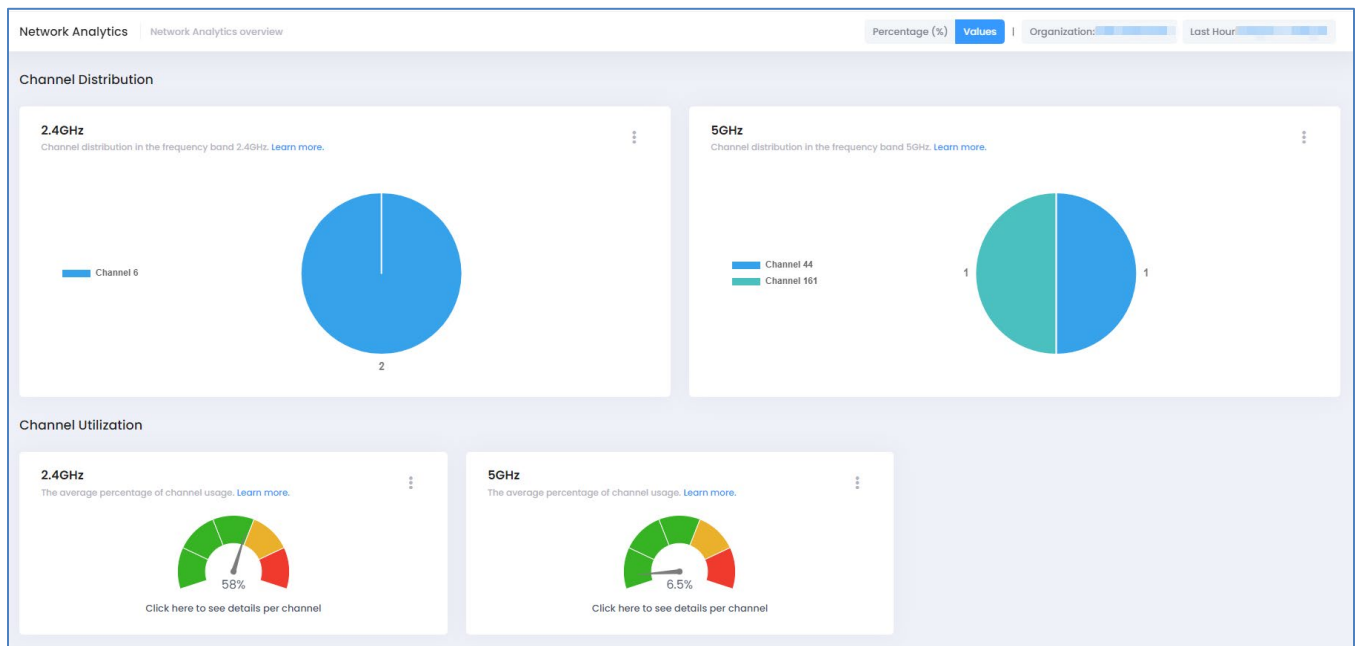 Network Analytics Network Analytics overview Percentage (%) Values | Organization: Last Hour
Channel Distribution
2.4GHz
Channel distribution in the frequency band 2.4GHz. Learn more.
Channel 6
2
5GHz
Channel distribution in the frequency band 5GHz. Learn more.
Channel 44
Channel 161
1
1
Channel Utilization
2.4GHz
The average percentage of channel usage. Learn more.
58%
Click here to see details per channel
5GHz
The average percentage of channel usage. Learn more.
6.5%
Click here to see details per channel